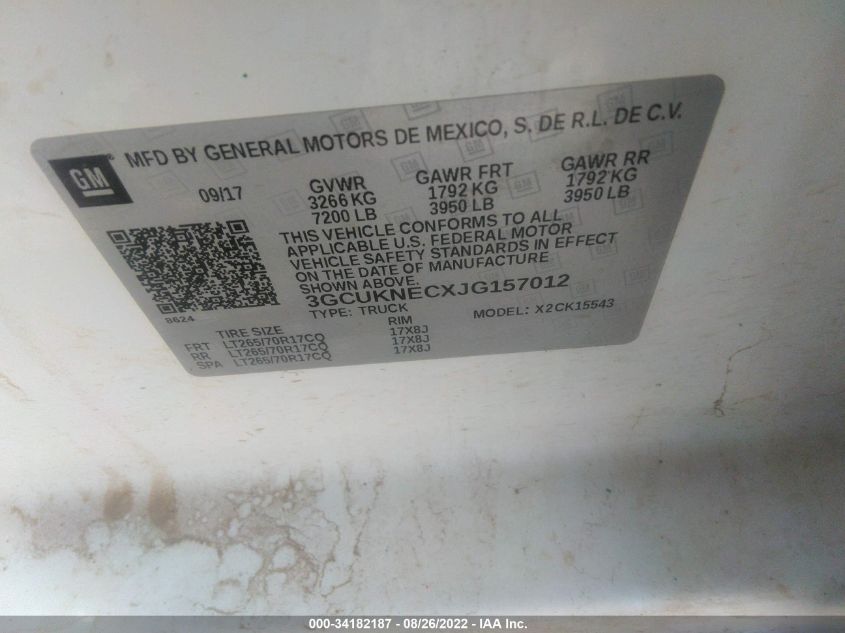 GM ® MFD BY GENERAL MOTORS DE MEXICO, S. DE R.L. DE C.V.
09/17 GVWR GAWR FRT GAWR RR
3266 KG 1792 KG 1792 KG
7200 LB 3950 LB 3950 LB
THIS VEHICLE CONFORMS TO ALL
APPLICABLE U.S. FEDERAL MOTOR
VEHICLE SAFETY STANDARDS IN EFFECT
ON THE DATE OF MANUFACTURE
SHOWN ABOVE.
3GCUKNECXJG157012
8624 TYPE: TRUCK MODEL: X2CK15543
TIRE SIZE RIM
FRT LT265/70R17CQ 17X8J
RR LT265/70R17CQ 17X8J
SPA LT265/70R17CQ 17X8J
000-34182187 - 08/26/2022 - IAA Inc.